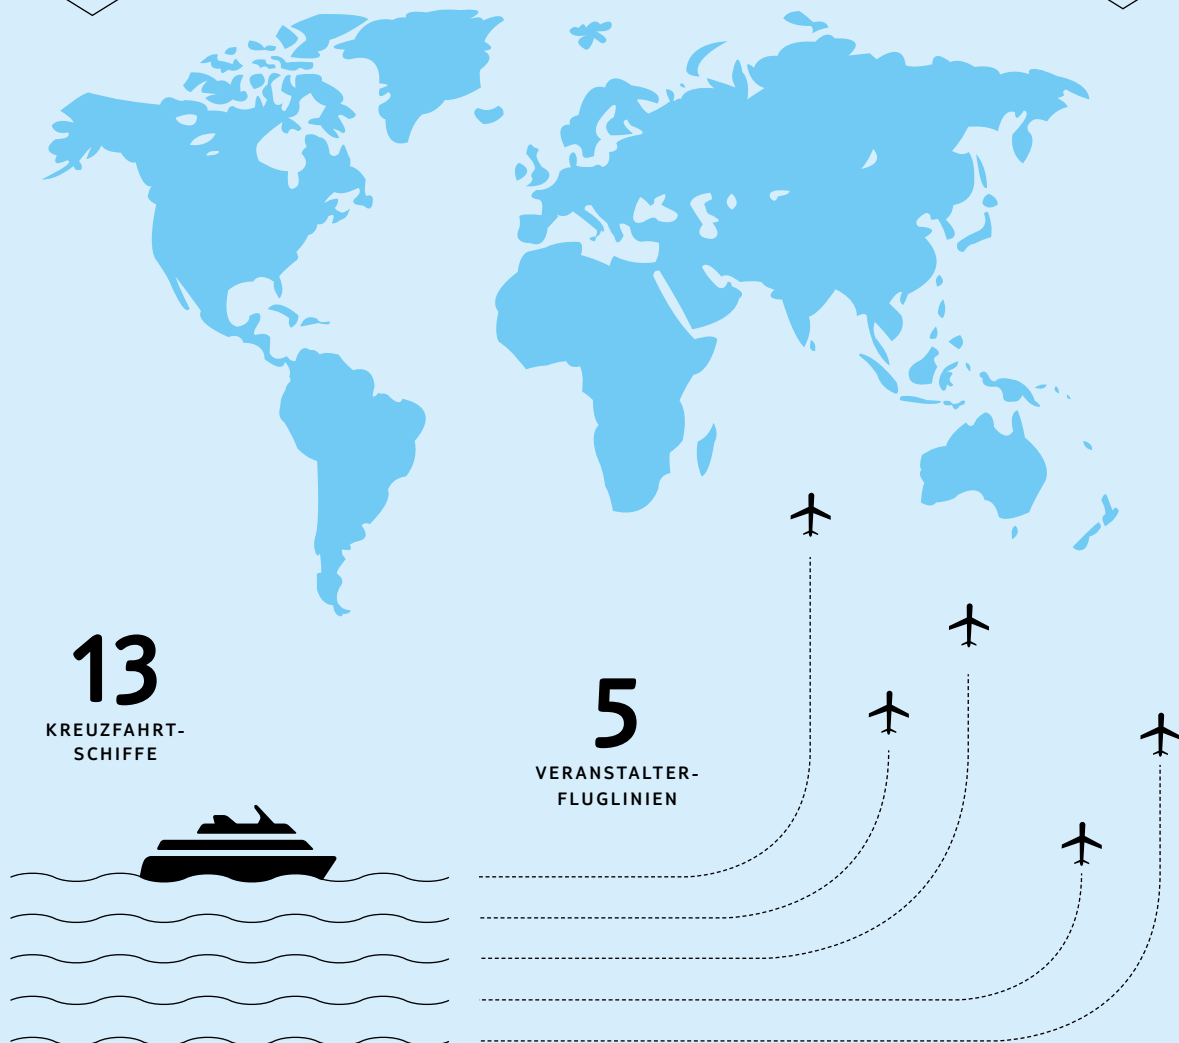 13
KREUZFAHRT-
SCHIFFE
5
VERANSTALTER-
FLUGLINIEN